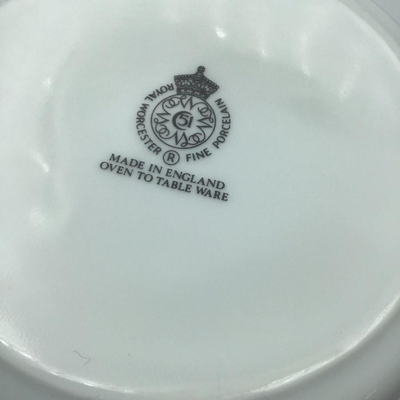 ROYAL WORCESTER ® FINE PORCELAIN
51
MADE IN ENGLAND
OVEN TO TABLE WARE